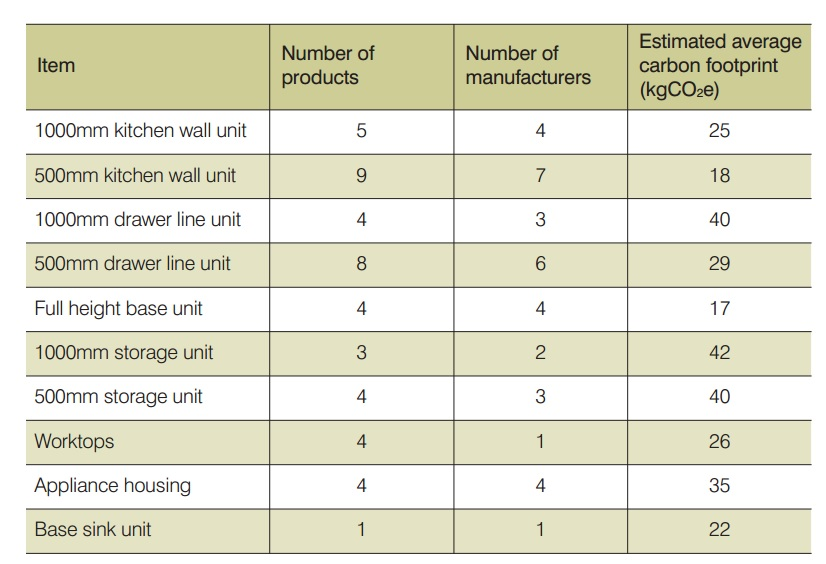 Item Number of products Number of manufacturers Estimated average carbon footprint (kgCO₂e)
1000mm kitchen wall unit 5 4 25
500mm kitchen wall unit 9 7 18
1000mm drawer line unit 4 3 40
500mm drawer line unit 8 6 29
Full height base unit 4 4 17
1000mm storage unit 3 2 42
500mm storage unit 4 3 40
Worktops 4 1 26
Appliance housing 4 4 35
Base sink unit 1 1 22